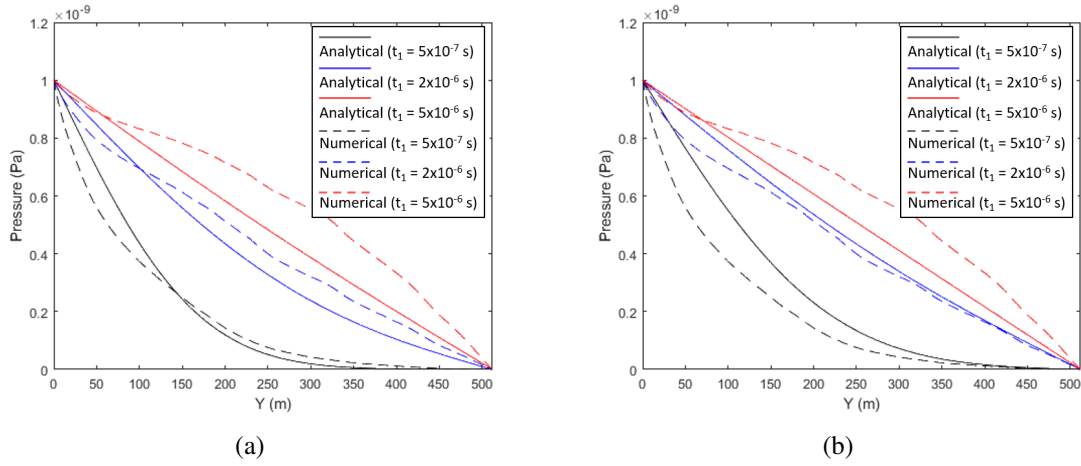 ×10⁻⁹
1.2
1
0.8
0.6
0.4
0.2
0
Pressure (Pa)
0 50 100 150 200 250 300 350 400 450 500
Y (m)
Analytical (t₁ = 5x10⁻⁷ s)
Analytical (t₁ = 2x10⁻⁶ s)
Analytical (t₁ = 5x10⁻⁶ s)
Numerical (t₁ = 5x10⁻⁷ s)
Numerical (t₁ = 2x10⁻⁶ s)
Numerical (t₁ = 5x10⁻⁶ s)
(a)
×10⁻⁹
1.2
1
0.8
0.6
0.4
0.2
0
Pressure (Pa)
0 50 100 150 200 250 300 350 400 450 500
Y (m)
Analytical (t₁ = 5x10⁻⁷ s)
Analytical (t₁ = 2x10⁻⁶ s)
Analytical (t₁ = 5x10⁻⁶ s)
Numerical (t₁ = 5x10⁻⁷ s)
Numerical (t₁ = 2x10⁻⁶ s)
Numerical (t₁ = 5x10⁻⁶ s)
(b)